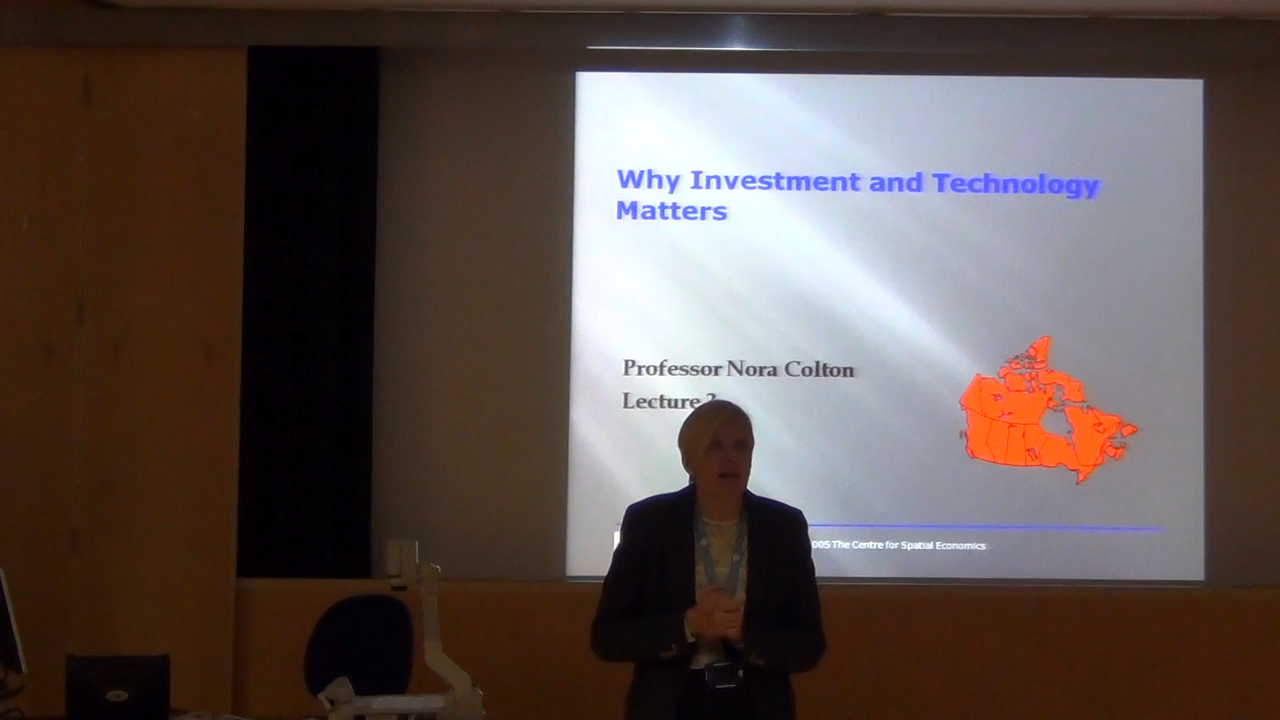 Why Investment and Technology
Matters
Professor Nora Colton
Lecture
005 The Centre for Spatial Economics